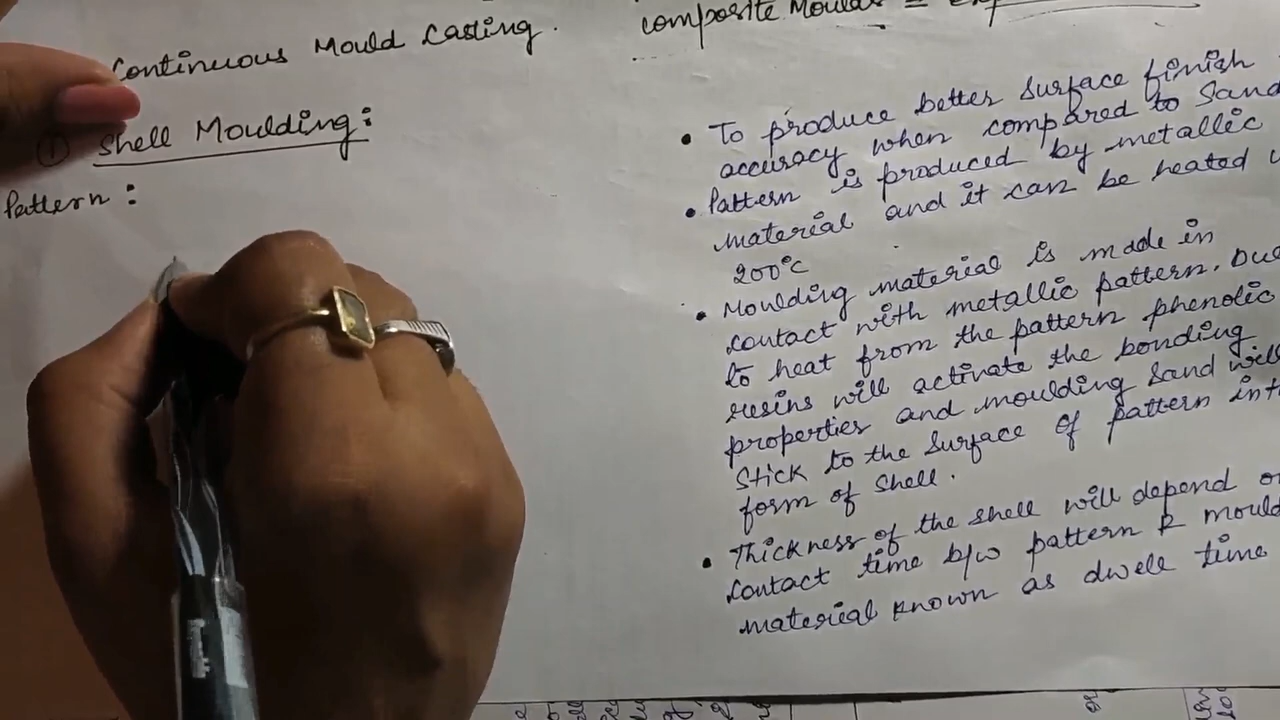 Continuous Mould Casting.
① Shell Moulding:
Pattern:
composite Moulds =
• To produce better surface finish
accuracy when compared to Sand
• Pattern is produced by metallic
material and it can be heated
200°C
• Moulding material is made in
contact with metallic pattern. Due
to heat from the pattern phenolic
resins will activate the bonding
properties and moulding sand will
stick to the surface of pattern
form of shell.
• Thickness of the shell will depend
contact time b/w pattern & mould
material known as dwell time